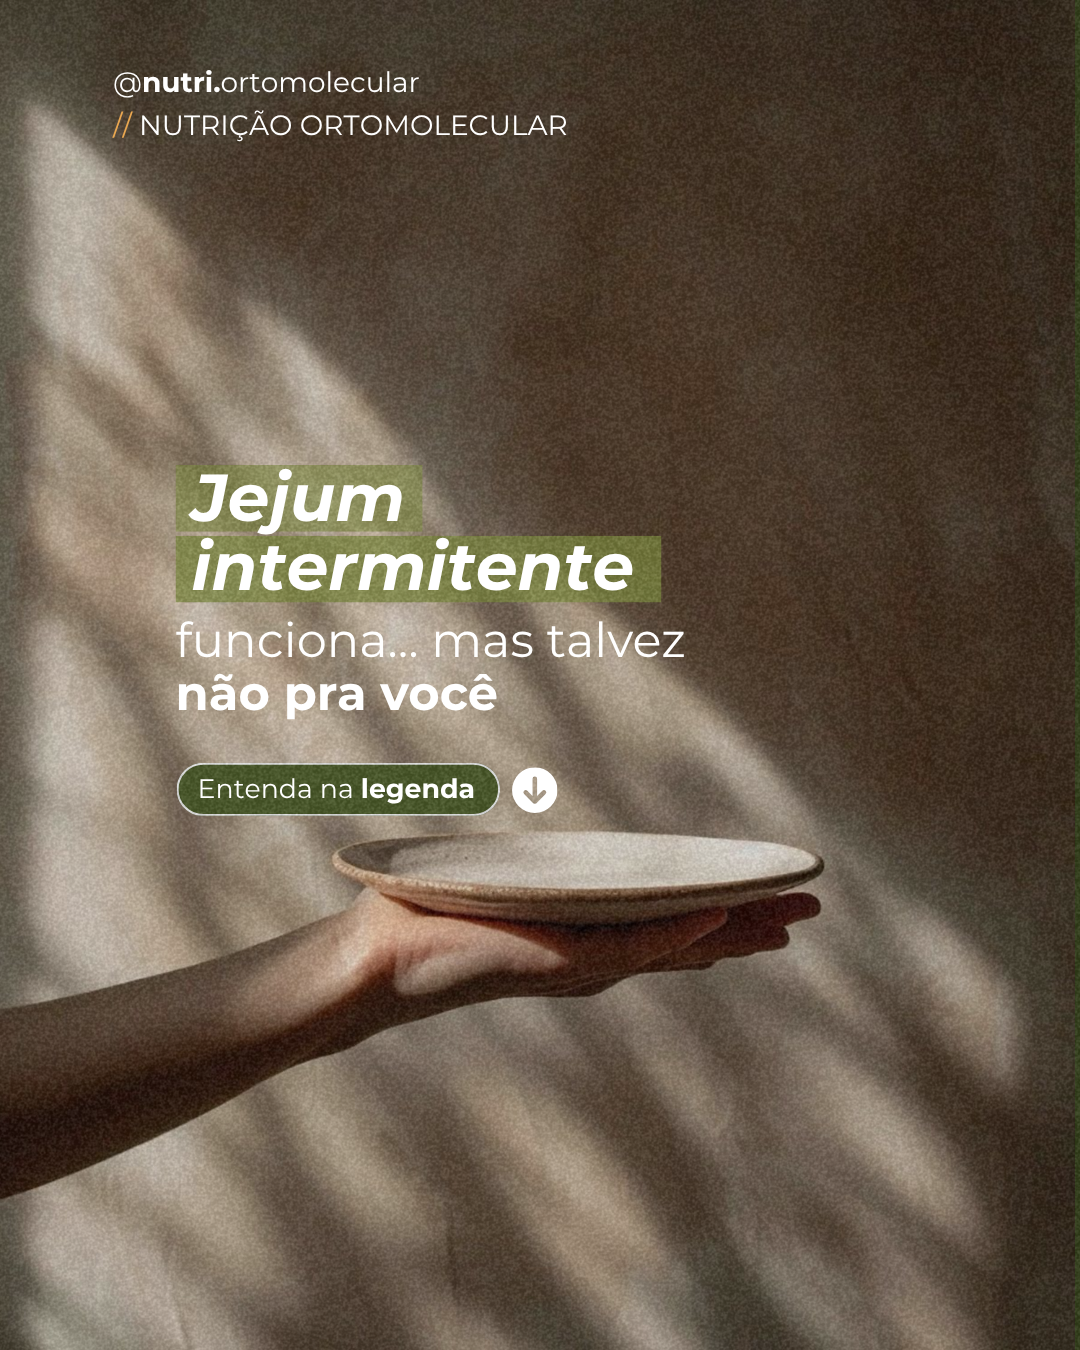 @nutri.ortomolecular
// NUTRIÇÃO ORTOMOLECULAR
Jejum
intermitente
funciona... mas talvez
não pra você
Entenda na legenda